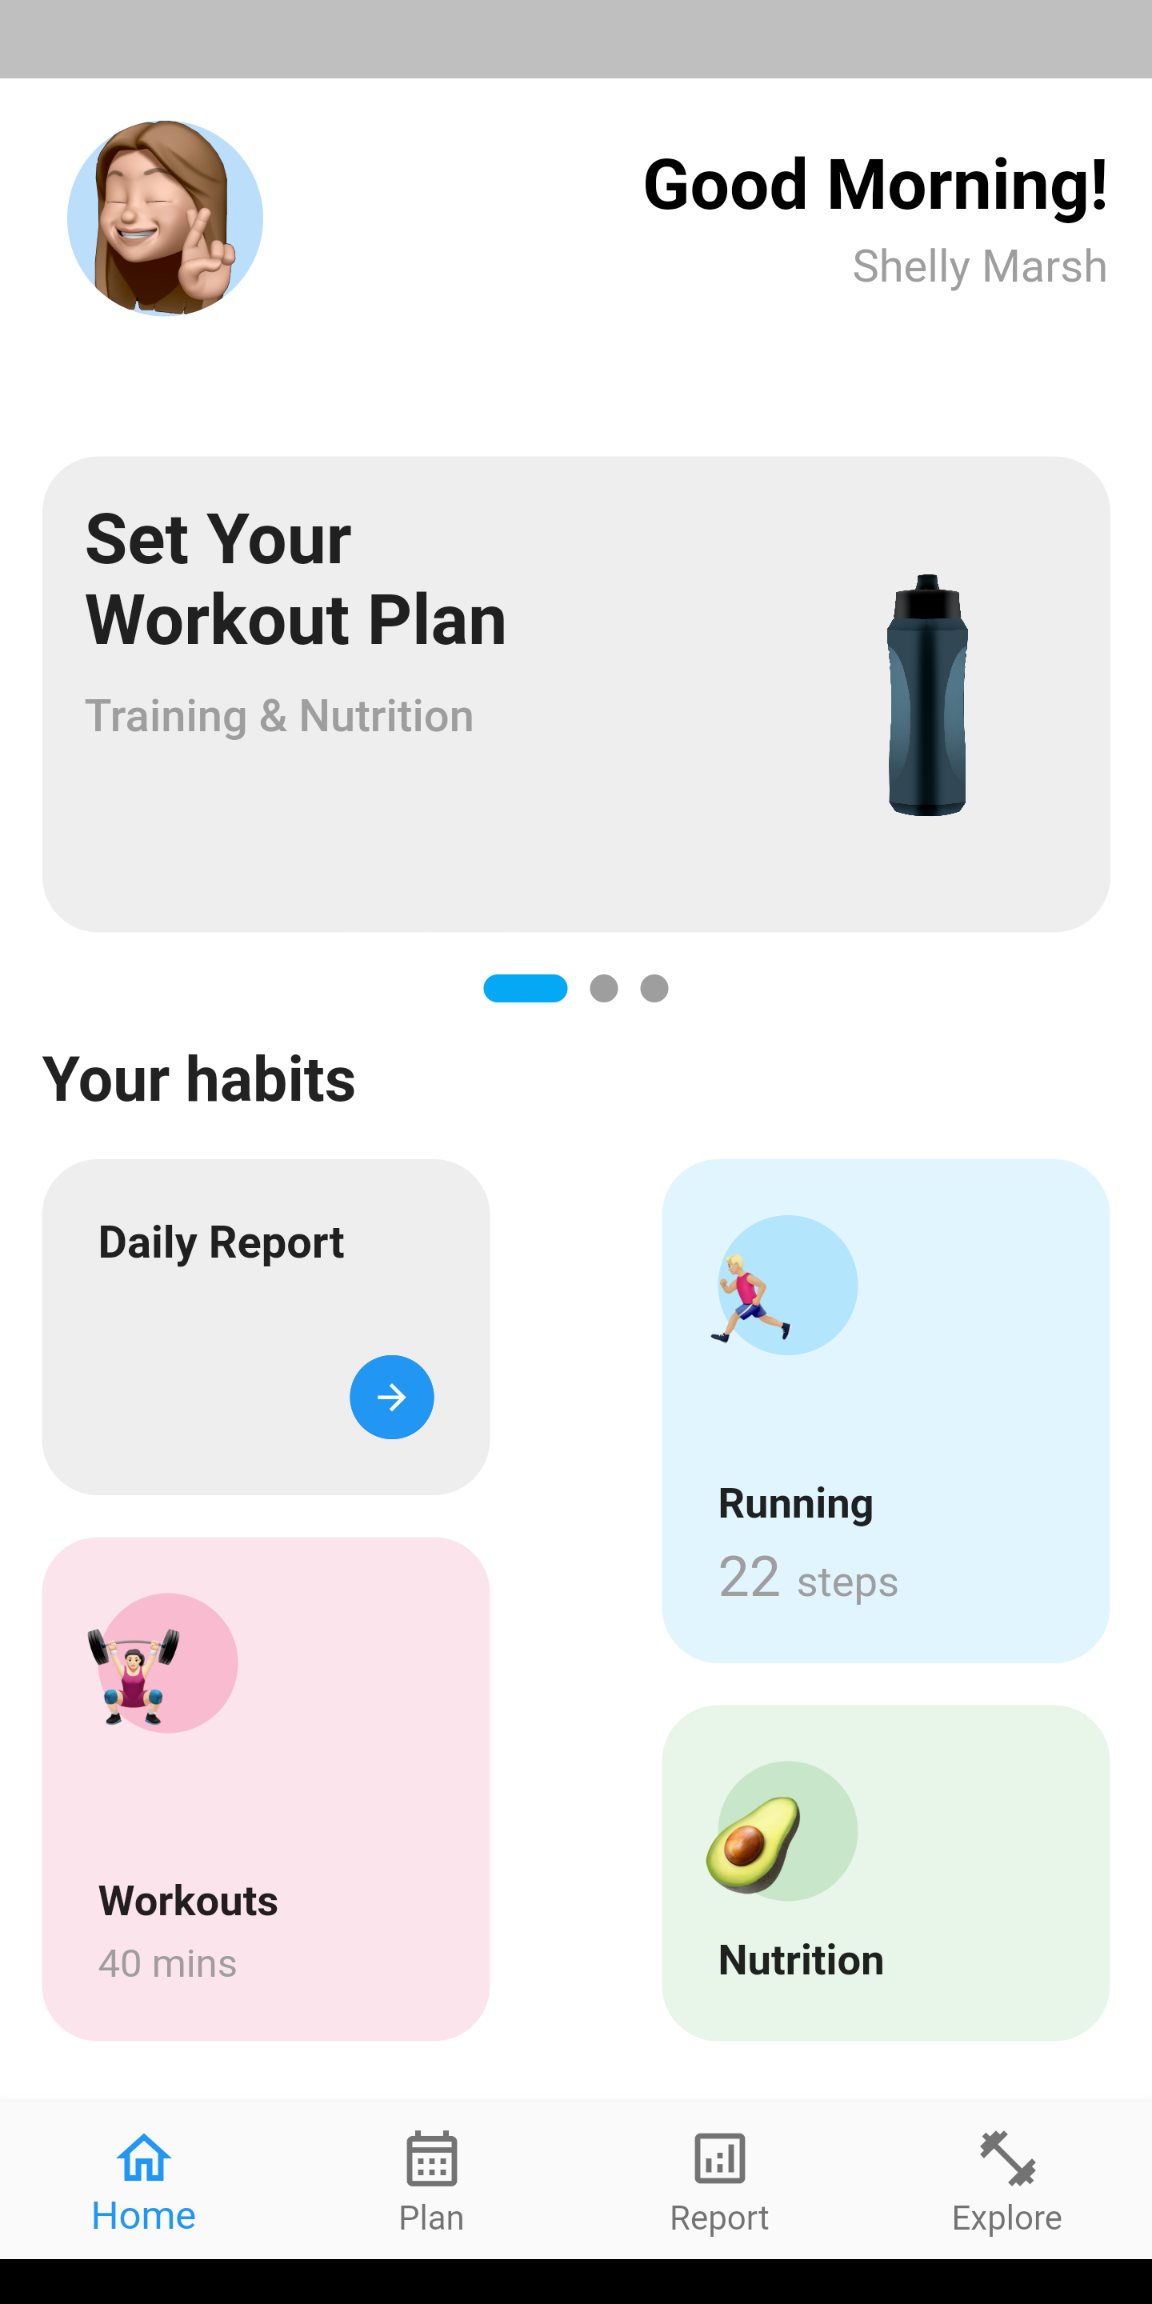 Good Morning!
Shelly Marsh
Set Your
Workout Plan
Training & Nutrition
Your habits
Daily Report
Running
22 steps
Workouts
40 mins
Nutrition
Home
Plan
Report
Explore